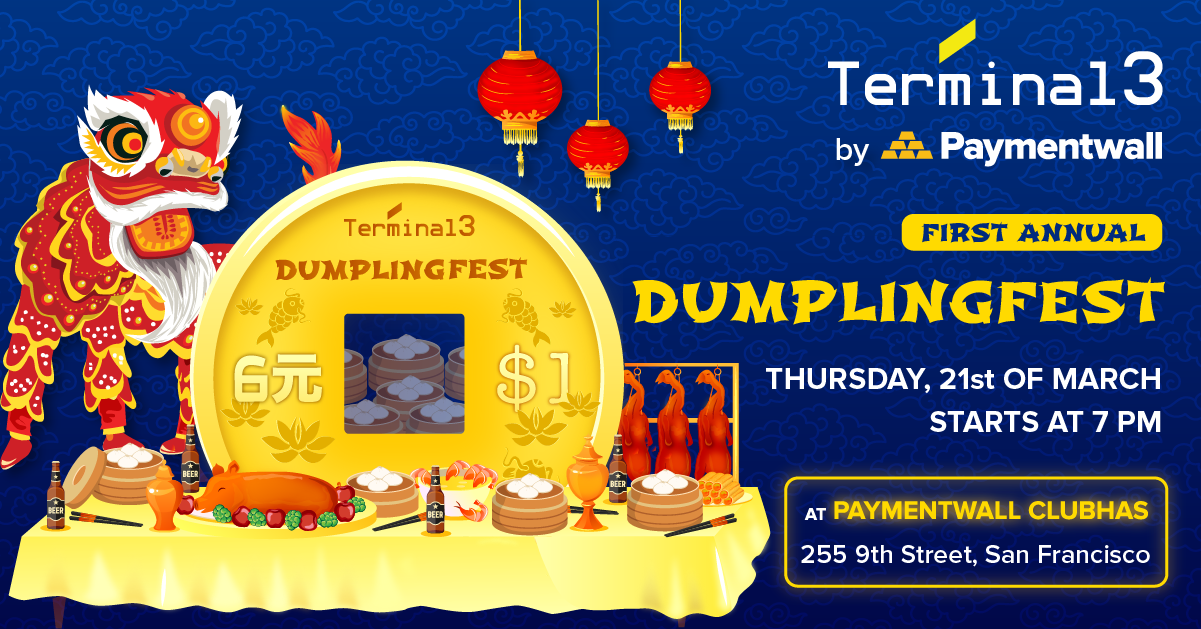 Terminal3
by Paymentwall
FIRST ANNUAL
DUMPLINGFEST
THURSDAY, 21st OF MARCH
STARTS AT 7 PM
AT PAYMENTWALL CLUBHAS
255 9th Street, San Francisco
Terminal3
DUMPLINGFEST
6元 $1
BEER
BEER
BEER
BEER